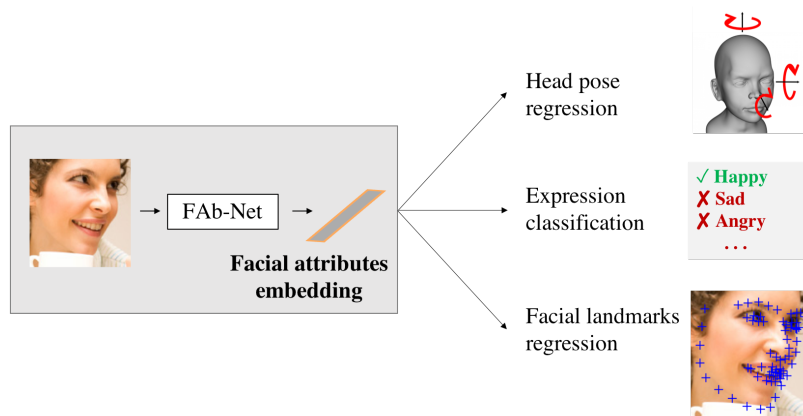 FAb-Net
Facial attributes
embedding
Head pose
regression
Expression
classification
✓ Happy
✗ Sad
✗ Angry
...
Facial landmarks
regression